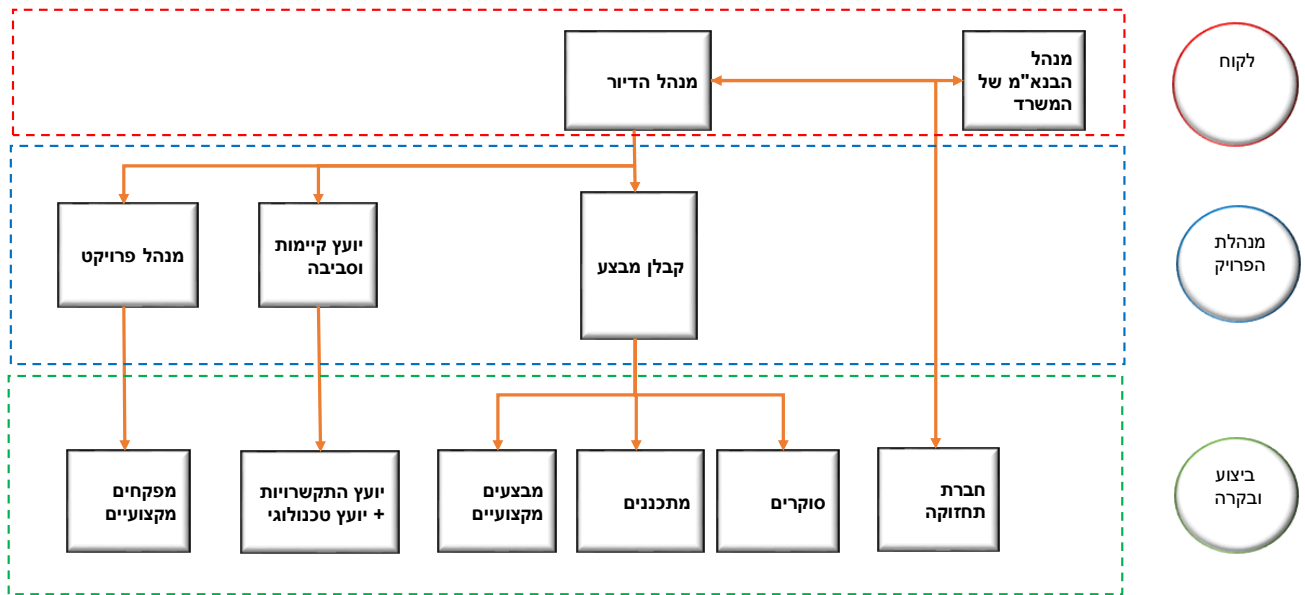 לקוח
מנהל
הבנא"מ של
המשרד
מנהל הדיור
מנהלת
הפרויק
קבלן מבצע
יועץ קיימות
וסביבה
מנהל פרויקט
ביצוע
ובקרה
חברת
תחזוקה
סוקרים
מתכננים
מבצעים
מקצועיים
יועץ התקשרויות
+ יועץ טכנולוגי
מפקחים
מקצועיים